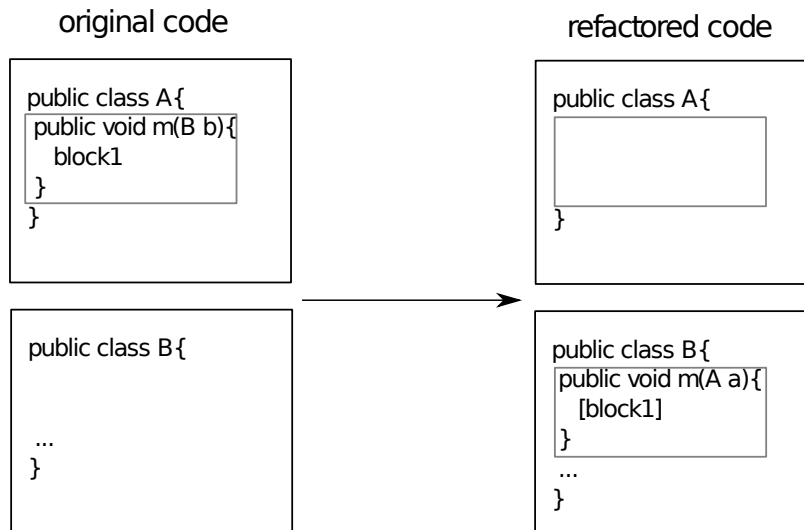 original code
public class A{
public void m(B b){
block1
}
}
public class B{
...
}
refactored code
public class A{
}
public class B{
public void m(A a){
[block1]
}
...
}